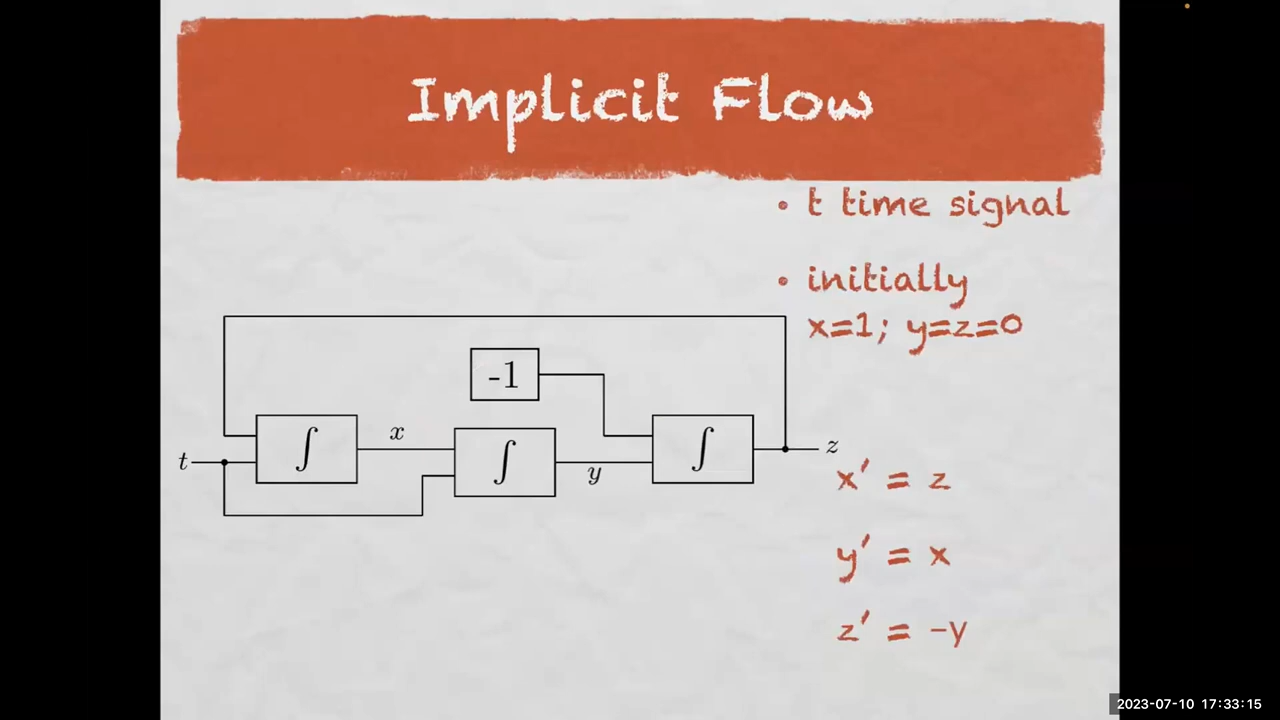 Implicit Flow
• t time signal
• initially
x=1; y=z=0
-1
∫
x
∫
y
∫
t
z
x′ = z
y′ = x
z′ = -y
2023-07-10 17:33:15